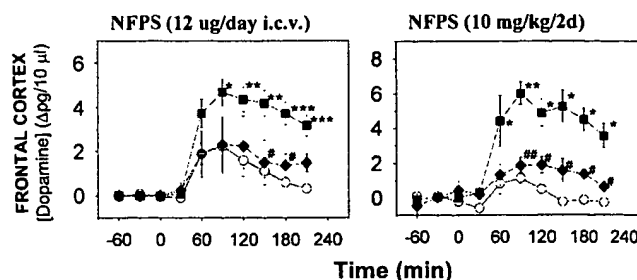 NFPS (12 ug/day i.c.v.)
NFPS (10 mg/kg/2d)
FRONTAL CORTEX
[Dopamine] (Δpg/10 µl)
6
4
2
0
8
6
4
2
0
* ** ** *** ***
# #
* ** * * * *
## # # # #
-60 0 60 120 180 240
-60 0 60 120 180 240
Time (min)